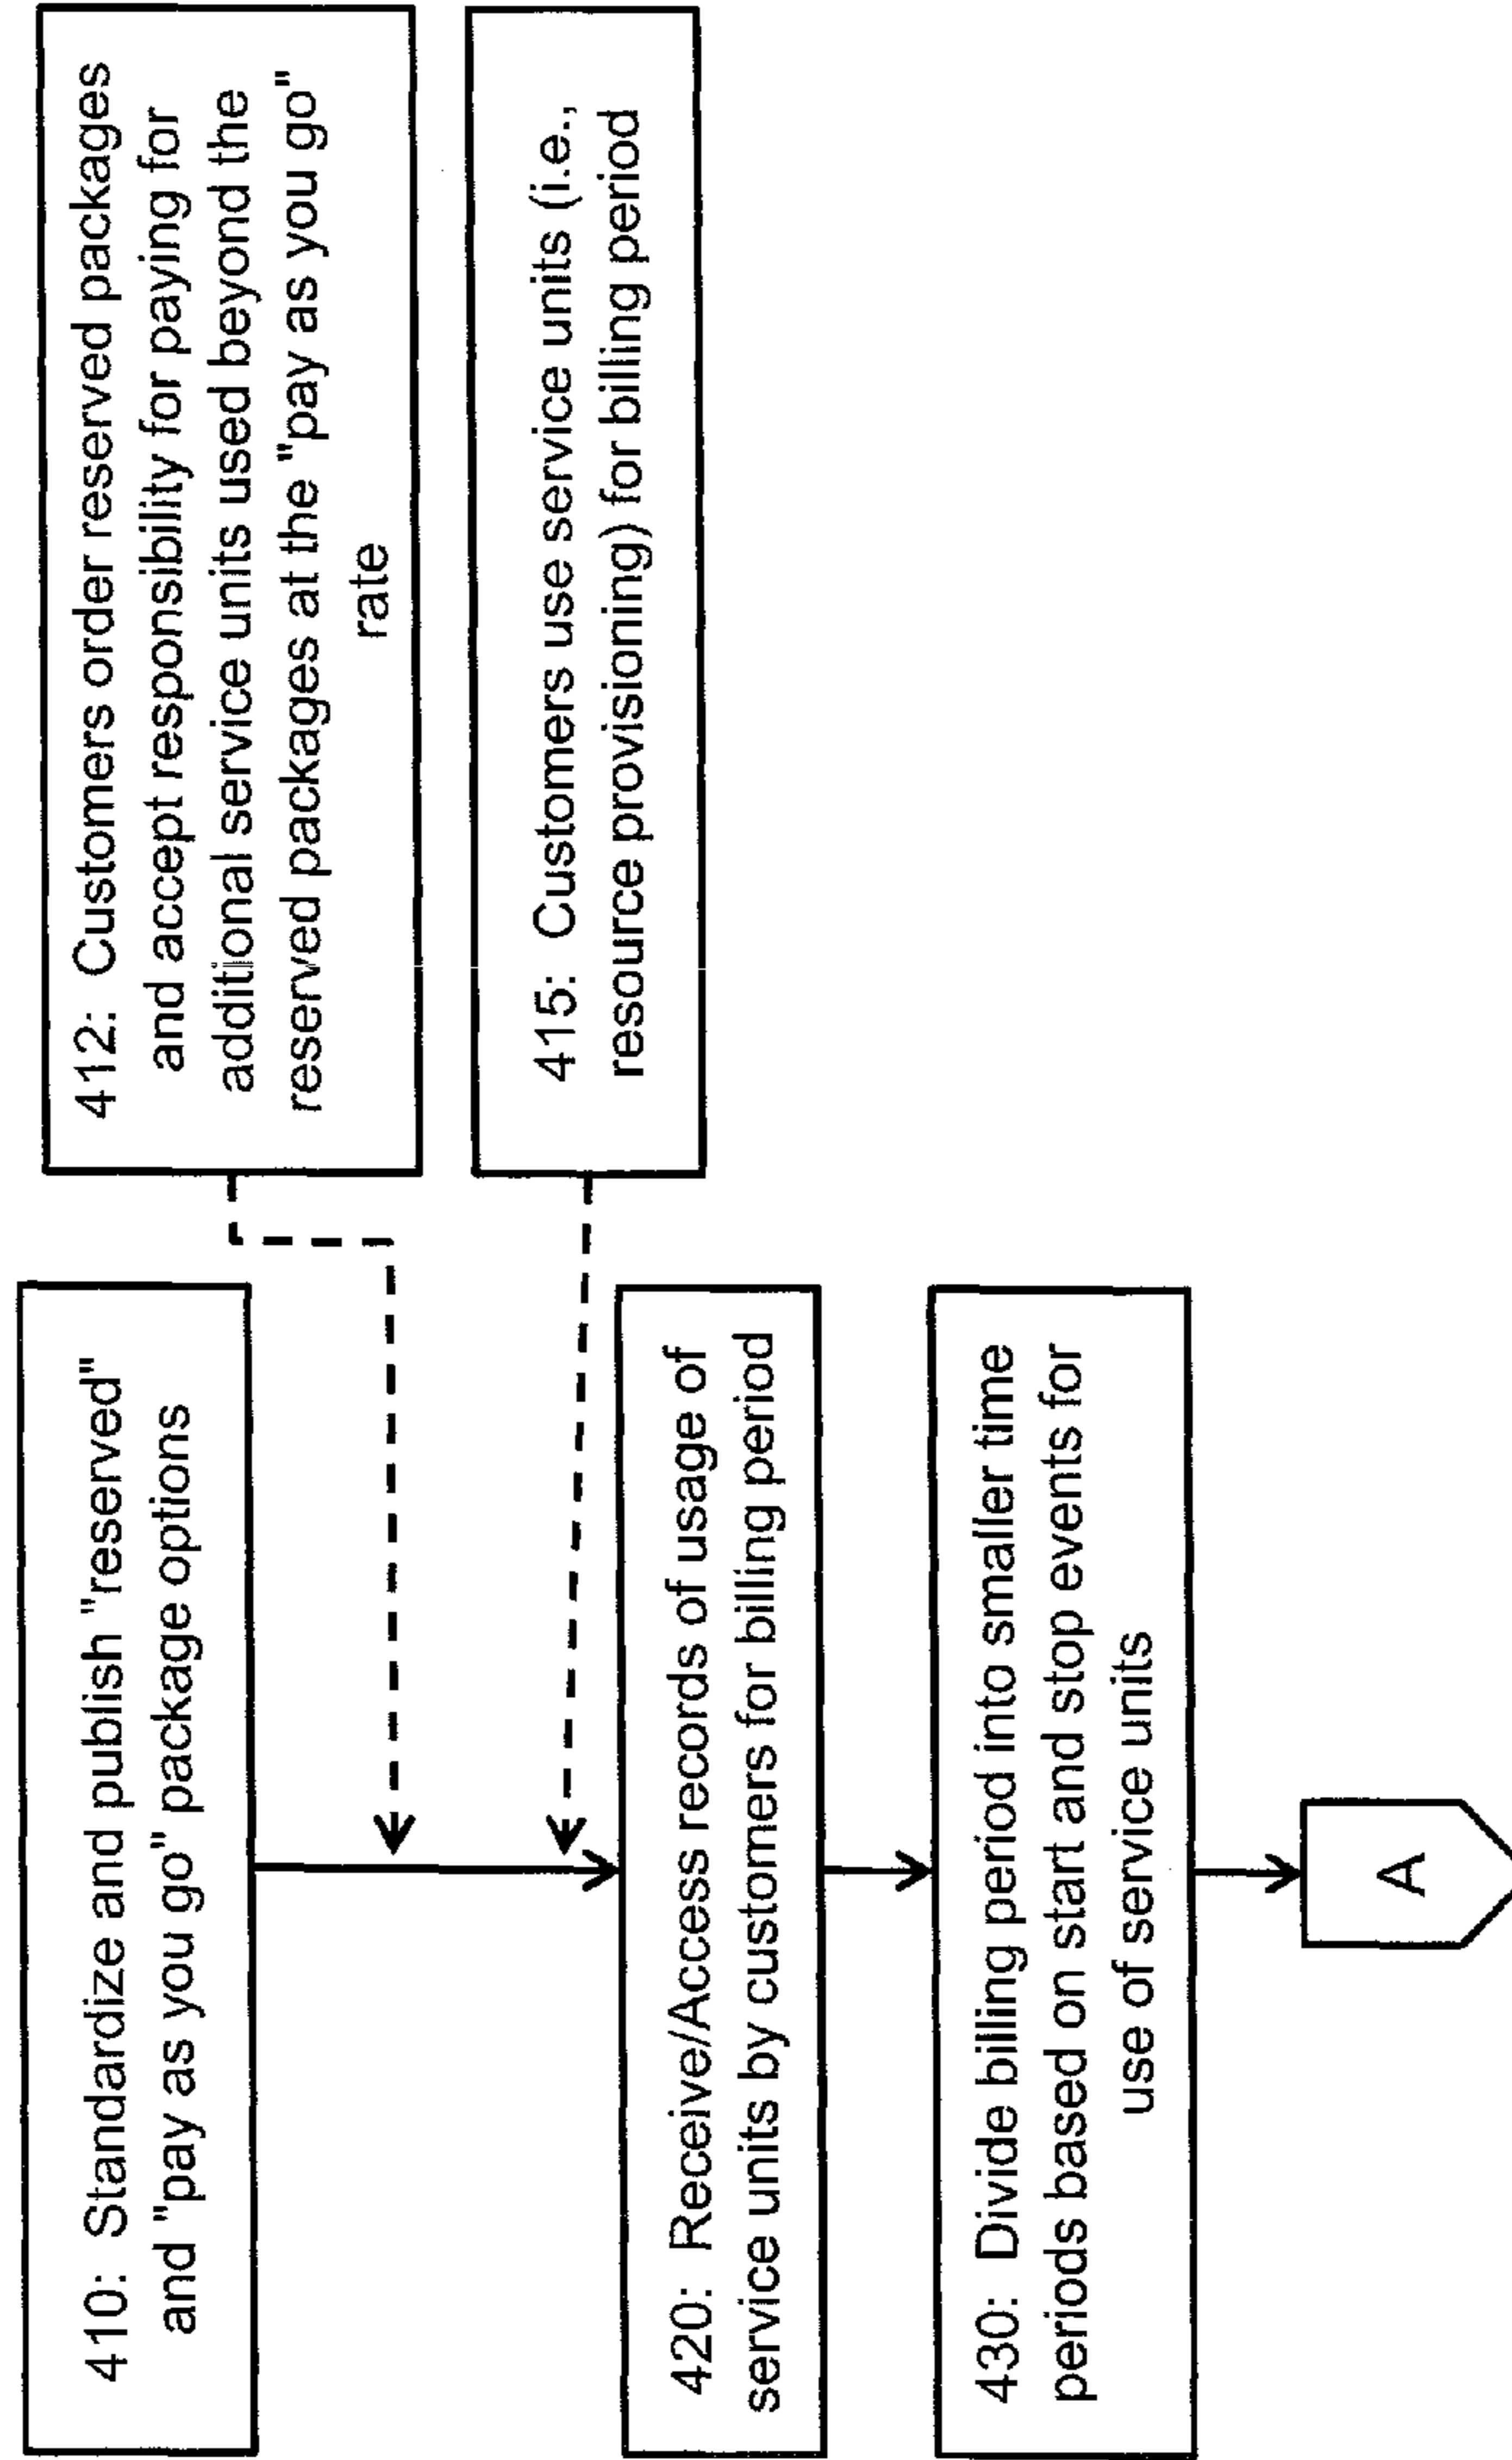 410: Standardize and publish "reserved"
and "pay as you go" package options
412: Customers order reserved packages
and accept responsibility for paying for
additional service units used beyond the
reserved packages at the "pay as you go"
rate
415: Customers use service units (i.e.,
resource provisioning) for billing period
420: Receive/Access records of usage of
service units by customers for billing period
430: Divide billing period into smaller time
periods based on start and stop events for
use of service units
A